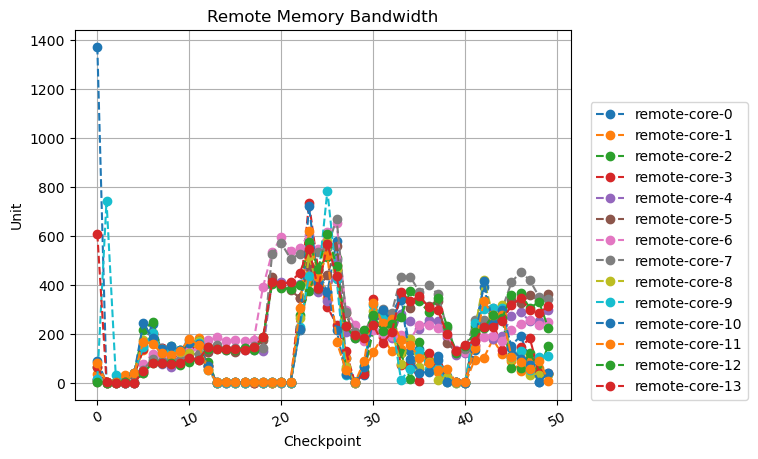 Remote Memory Bandwidth
1400
1200
1000
800
600
400
200
0
Unit
0
10
20
30
40
50
Checkpoint
remote-core-0
remote-core-1
remote-core-2
remote-core-3
remote-core-4
remote-core-5
remote-core-6
remote-core-7
remote-core-8
remote-core-9
remote-core-10
remote-core-11
remote-core-12
remote-core-13